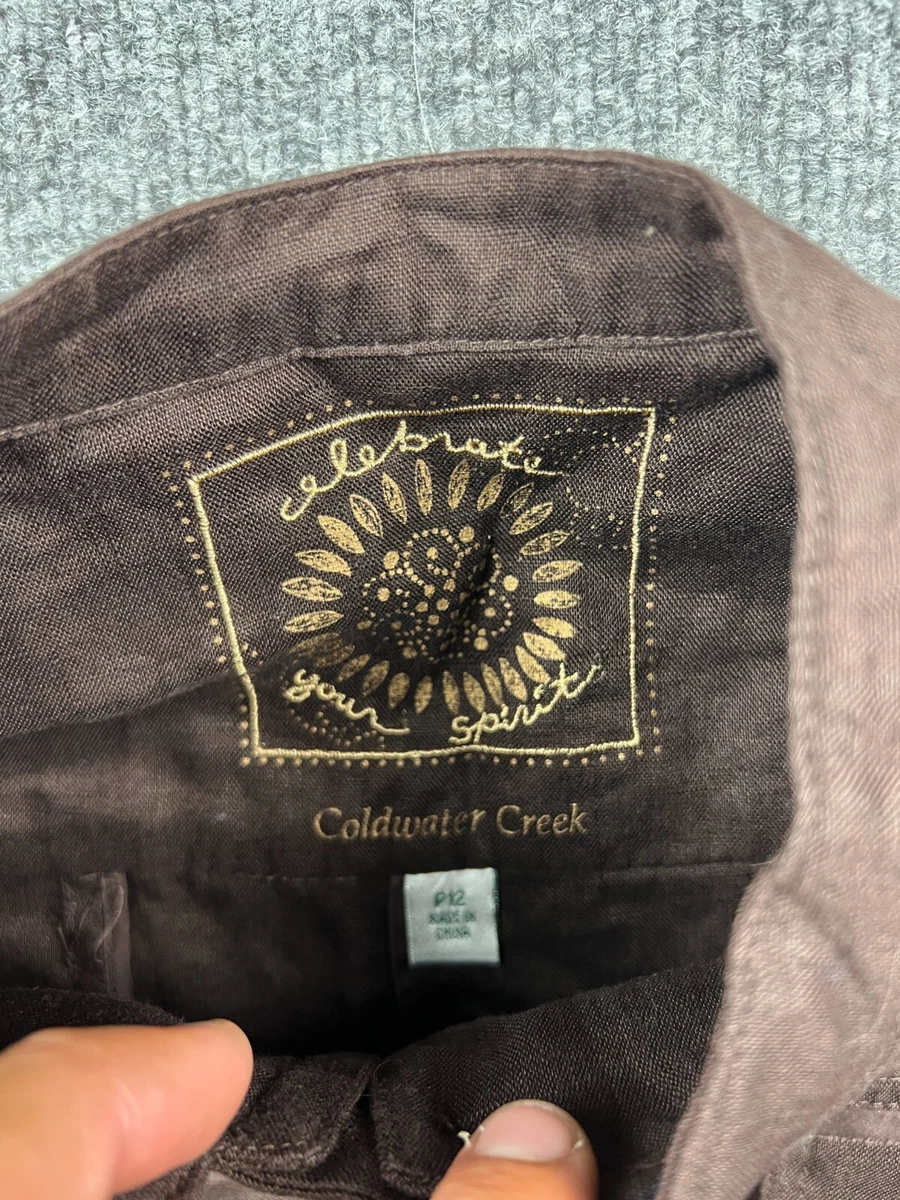 celebrate
your spirit
Coldwater Creek
P12
MADE IN
CHINA